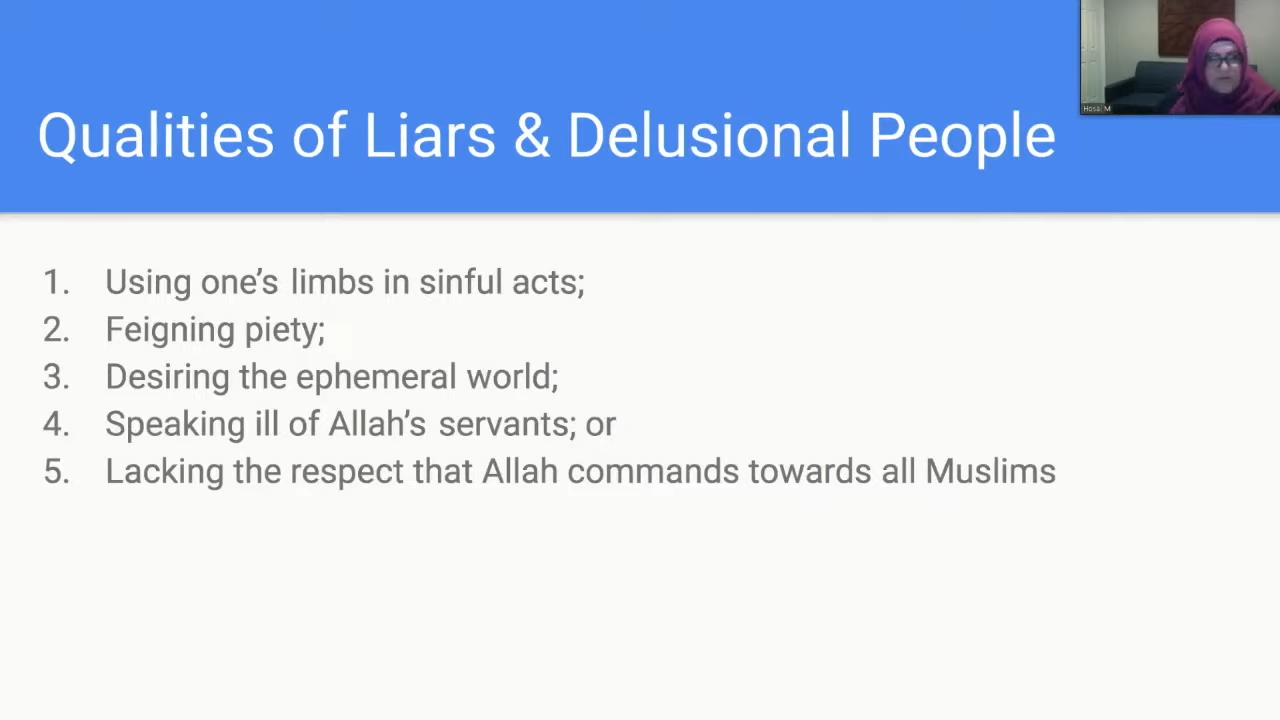 Qualities of Liars & Delusional People
1. Using one's limbs in sinful acts;
2. Feigning piety;
3. Desiring the ephemeral world;
4. Speaking ill of Allah's servants; or
5. Lacking the respect that Allah commands towards all Muslims
Hosai M